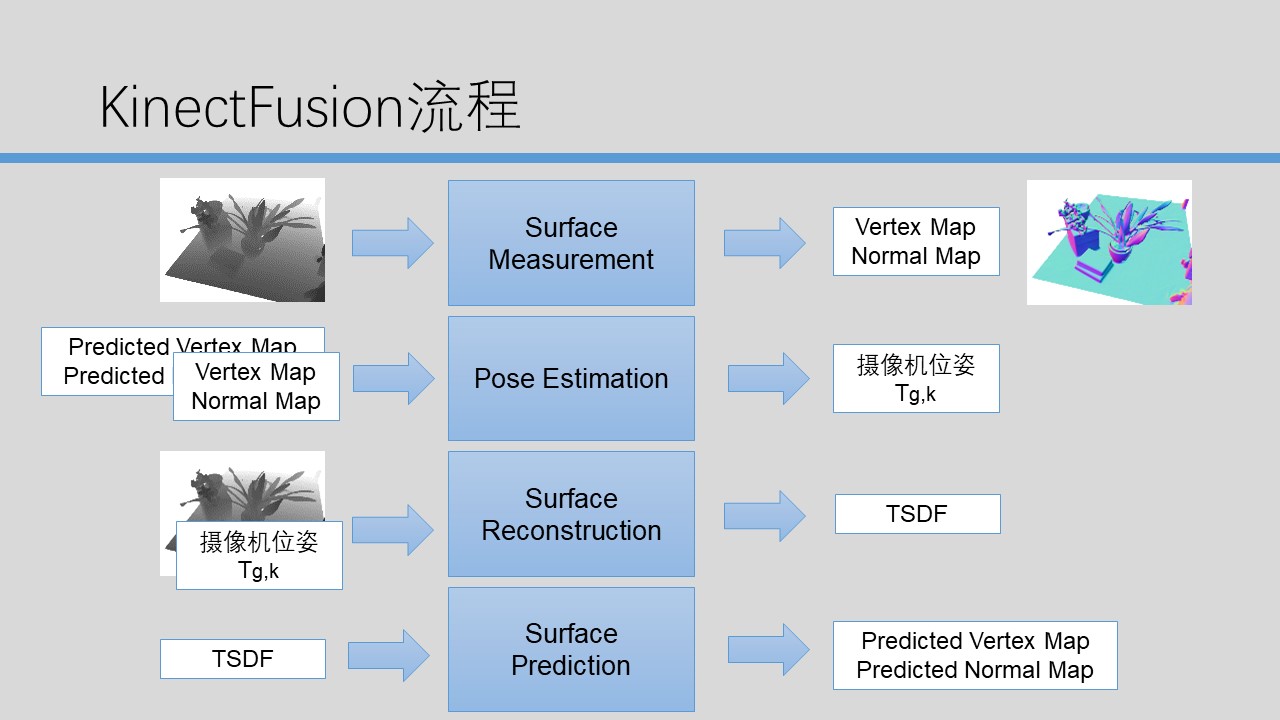 KinectFusion流程
Surface
Measurement
Vertex Map
Normal Map
Predicted Vertex Map
Predicted
Vertex Map
Normal Map
Pose Estimation
摄像机位姿
Tg,k
摄像机位姿
Tg,k
Surface
Reconstruction
TSDF
TSDF
Surface
Prediction
Predicted Vertex Map
Predicted Normal Map